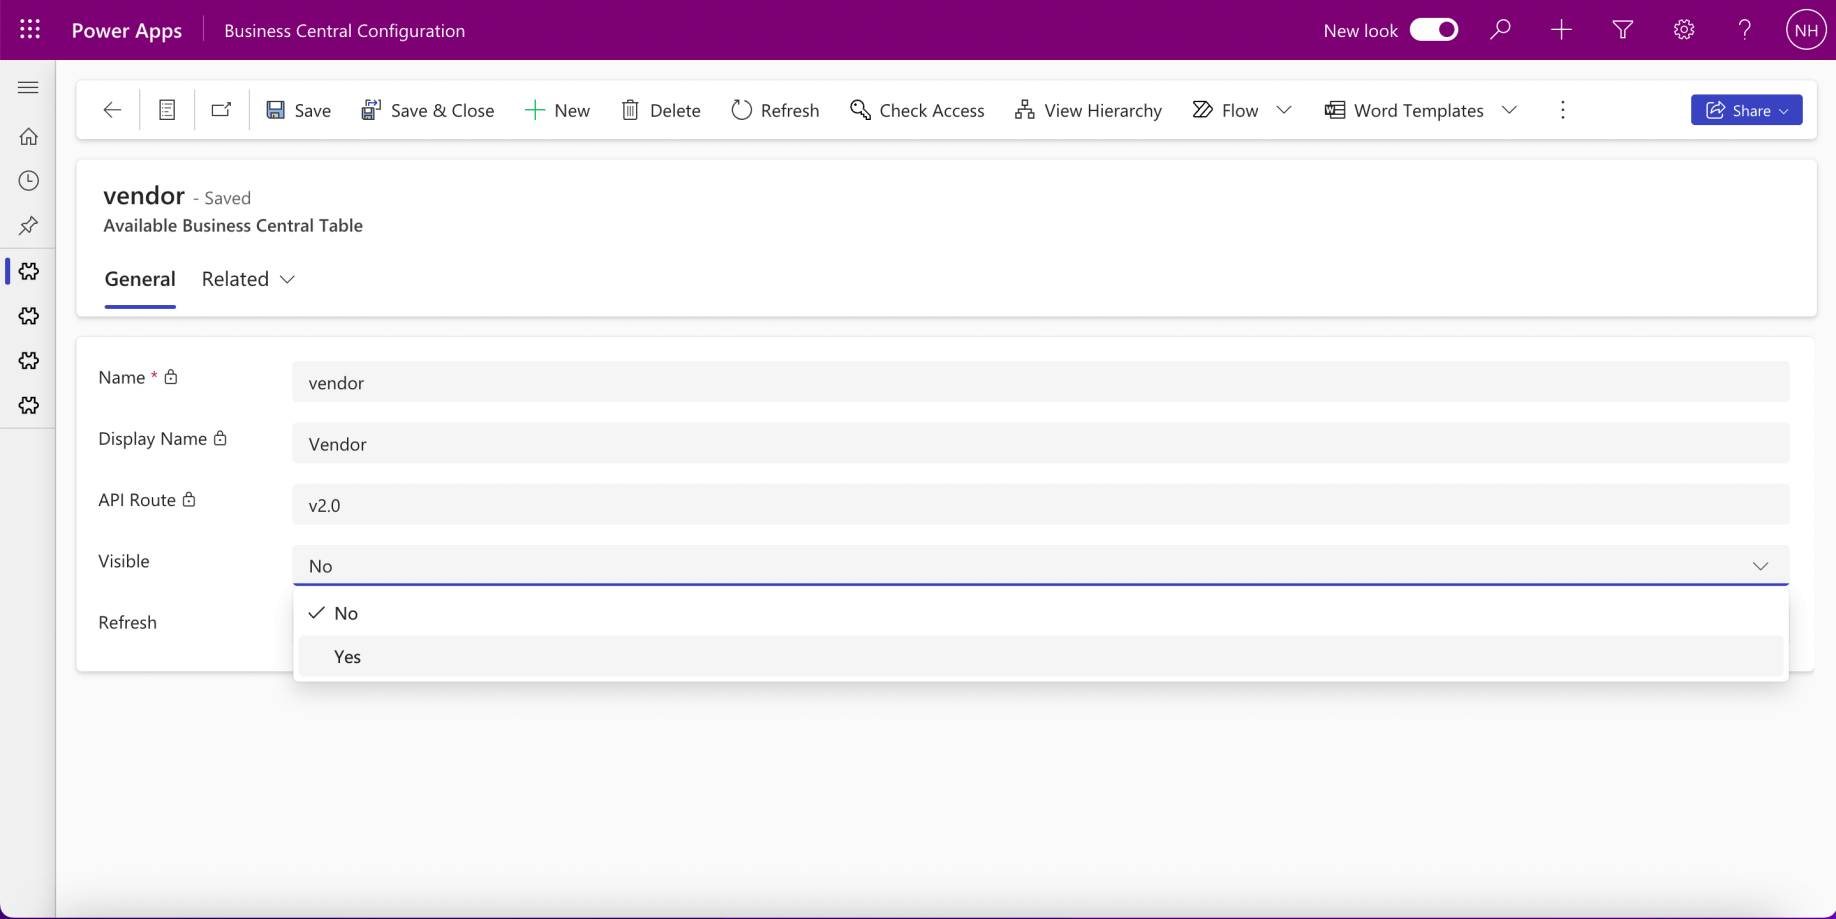 Power Apps
Business Central Configuration
New look
NH
Save
Save & Close
New
Delete
Refresh
Check Access
View Hierarchy
Flow
Word Templates
Share
vendor - Saved
Available Business Central Table
General
Related
Name *
vendor
Display Name
Vendor
API Route
v2.0
Visible
No
Refresh
No
Yes